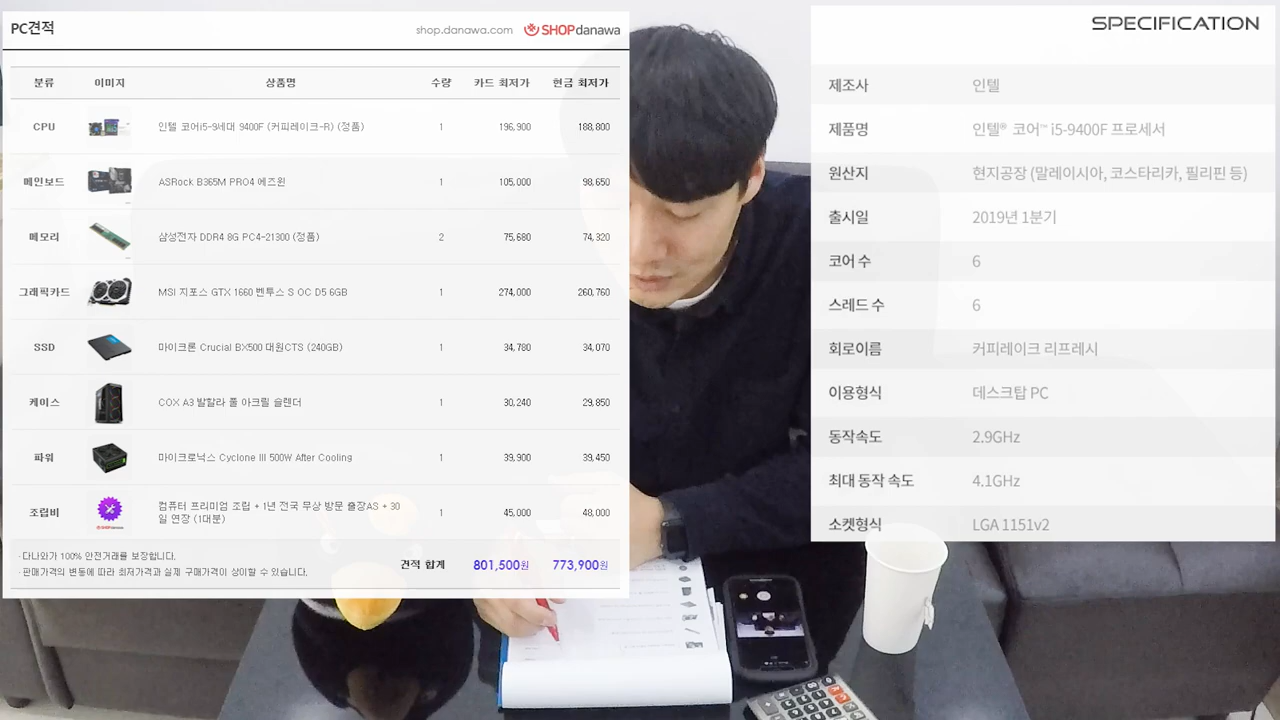 PC견적
shop.danawa.com SHOPdanawa
분류 이미지 상품명 수량 카드 최저가 현금 최저가
CPU 인텔 코어i5-9세대 9400F (커피레이크-R) (정품) 1 196,900 188,800
메인보드 ASRock B365M PRO4 에즈윈 1 105,000 98,650
메모리 삼성전자 DDR4 8G PC4-21300 (정품) 2 75,680 74,320
그래픽카드 MSI 지포스 GTX 1660 벤투스 S OC D5 6GB 1 274,000 260,760
SSD 마이크론 Crucial BX500 대원CTS (240GB) 1 34,780 34,070
케이스 COX A3 발할라 풀 아크릴 슬렌더 1 30,240 29,850
파워 마이크로닉스 Cyclone III 500W After Cooling 1 39,900 39,450
조립비 컴퓨터 프리미엄 조립 + 1년 전국 무상 방문 출장AS + 30
일 연장 (1대분) 1 45,000 48,000
· 다나와가 100% 안전거래를 보장합니다.
· 판매가격의 변동에 따라 최저가격과 실제 구매가격이 상이할 수 있습니다.
견적 합계 801,500원 773,900원
SPECIFICATION
제조사 인텔
제품명 인텔® 코어™ i5-9400F 프로세서
원산지 현지공장 (말레이시아, 코스타리카, 필리핀 등)
출시일 2019년 1분기
코어 수 6
스레드 수 6
회로이름 커피레이크 리프레시
이용형식 데스크탑 PC
동작속도 2.9GHz
최대 동작 속도 4.1GHz
소켓형식 LGA 1151v2